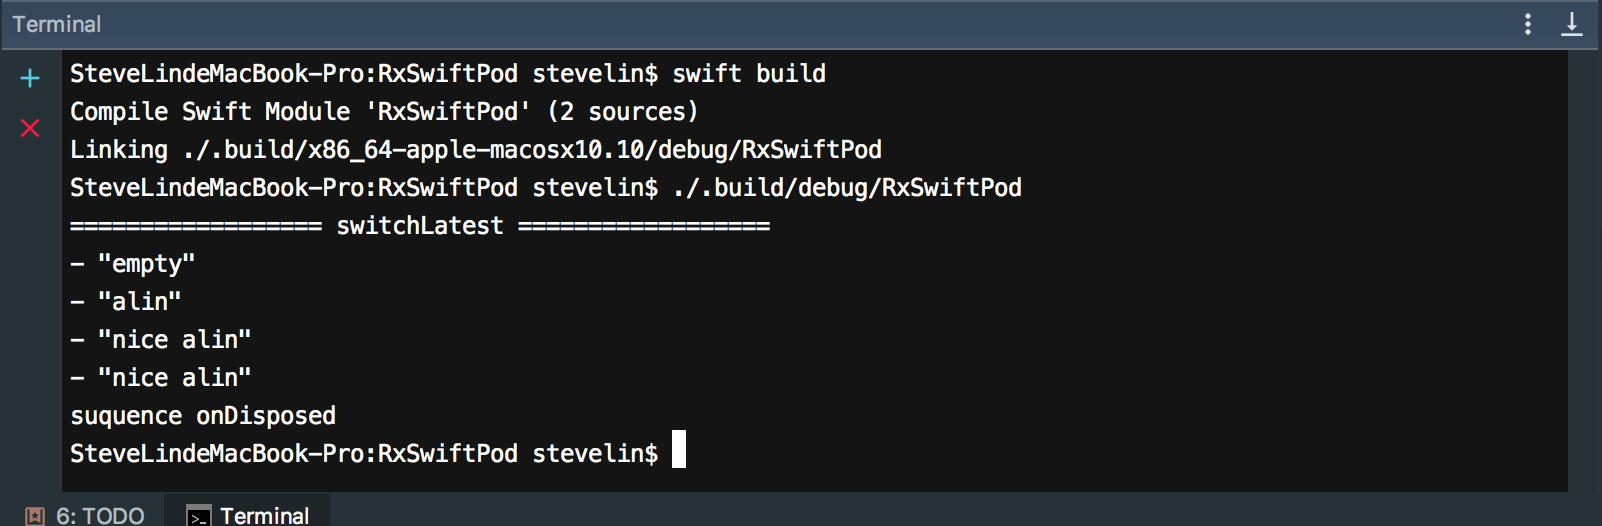 Terminal
SteveLindeMacBook-Pro:RxSwiftPod stevelin$ swift build
Compile Swift Module 'RxSwiftPod' (2 sources)
Linking ./.build/x86_64-apple-macosx10.10/debug/RxSwiftPod
SteveLindeMacBook-Pro:RxSwiftPod stevelin$ ./.build/debug/RxSwiftPod
================== switchLatest ==================
- "empty"
- "alin"
- "nice alin"
- "nice alin"
suquence onDisposed
SteveLindeMacBook-Pro:RxSwiftPod stevelin$
6: TODO Terminal